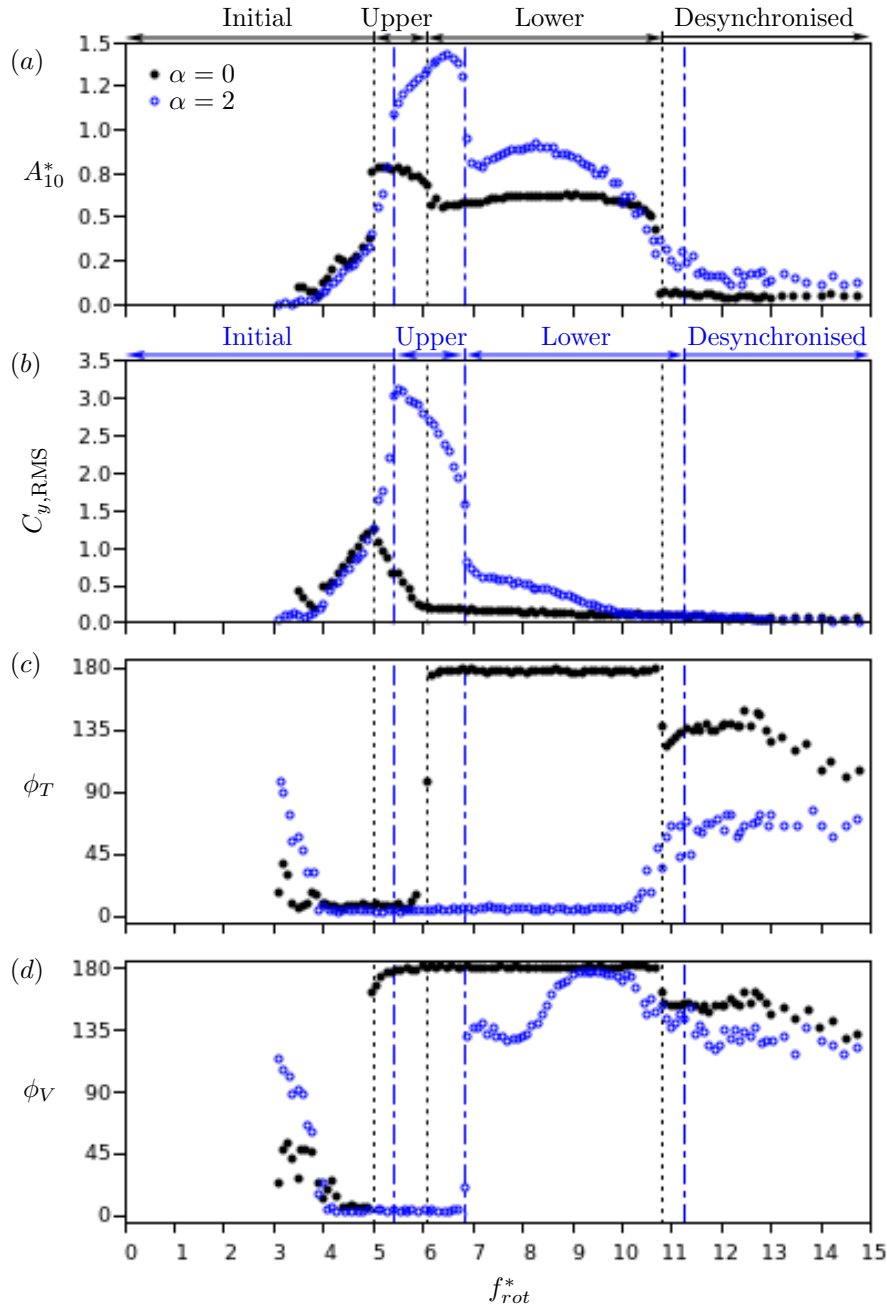 Initial Upper Lower Desynchronised
(a)
1.5
1.2
1.0
0.8
0.5
0.2
0.0
A*10
α = 0
α = 2
Initial Upper Lower Desynchronised
(b)
3.5
3.0
2.5
2.0
1.5
1.0
0.5
0.0
Cy,RMS
(c)
180
135
90
45
0
ϕT
(d)
180
135
90
45
0
ϕV
0 1 2 3 4 5 6 7 8 9 10 11 12 13 14 15
f*rot